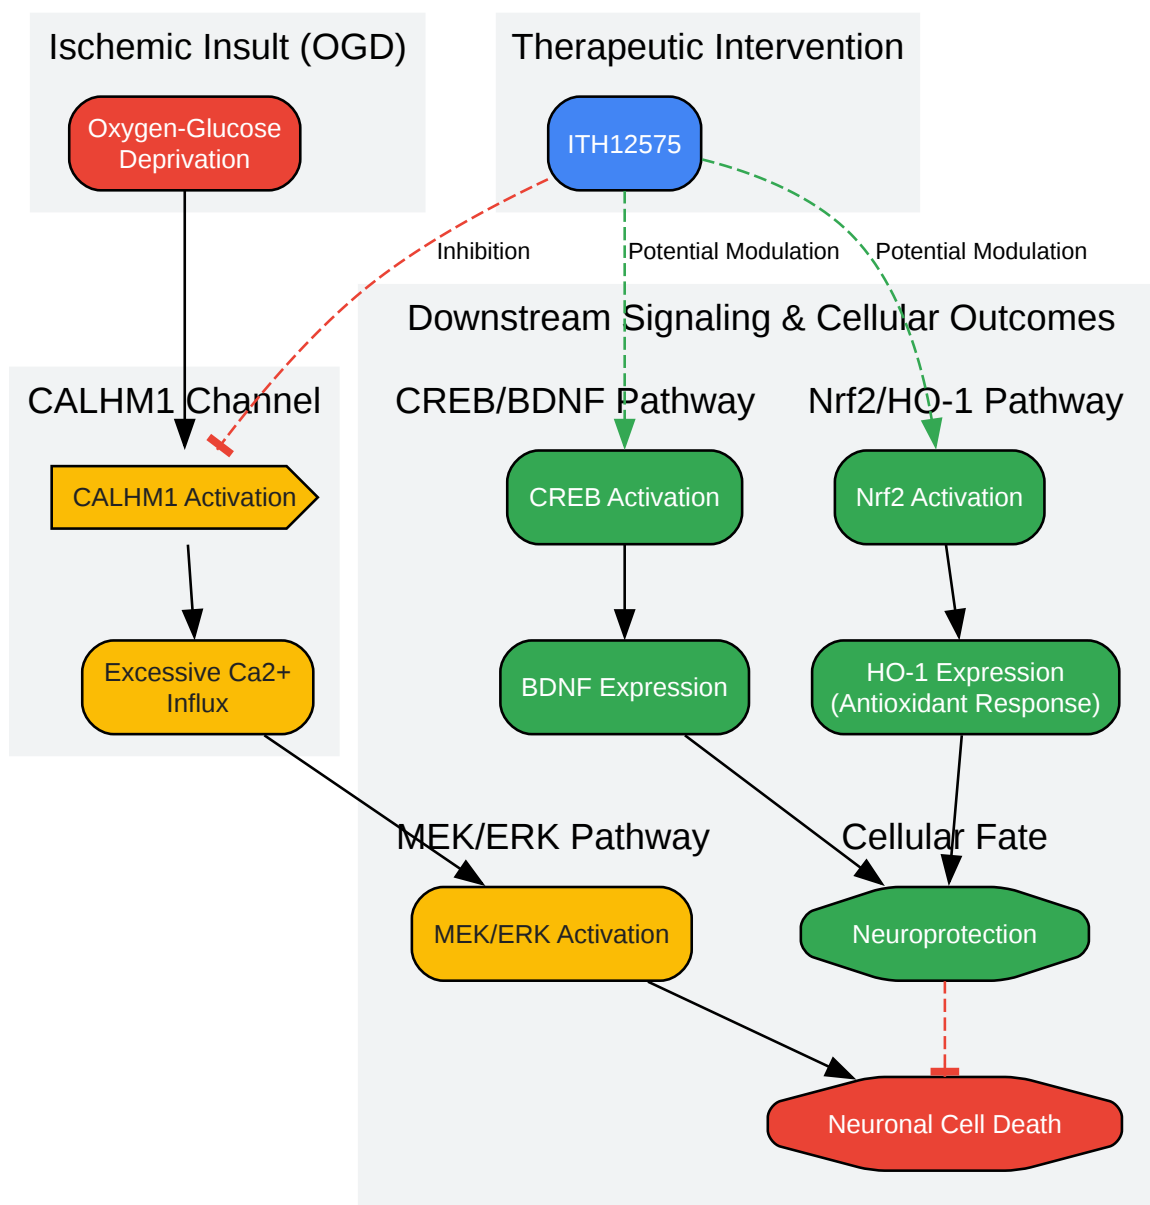 Ischemic Insult (OGD)
Therapeutic Intervention
Oxygen-Glucose
Deprivation
ITH12575
Inhibition
Potential Modulation
Potential Modulation
Downstream Signaling & Cellular Outcomes
CALHM1 Channel
CREB/BDNF Pathway
Nrf2/HO-1 Pathway
CALHM1 Activation
CREB Activation
Nrf2 Activation
Excessive Ca2+
Influx
BDNF Expression
HO-1 Expression
(Antioxidant Response)
MEK/ERK Pathway
Cellular Fate
MEK/ERK Activation
Neuroprotection
Neuronal Cell Death